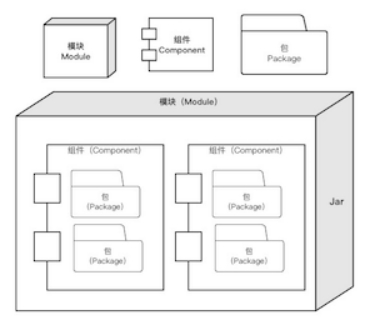 模块
Module
组件
Component
包
Package
模块（Module）
组件（Component）
组件（Component）
包
(Package)
包
(Package)
Jar
包
(Package)
包
(Package)